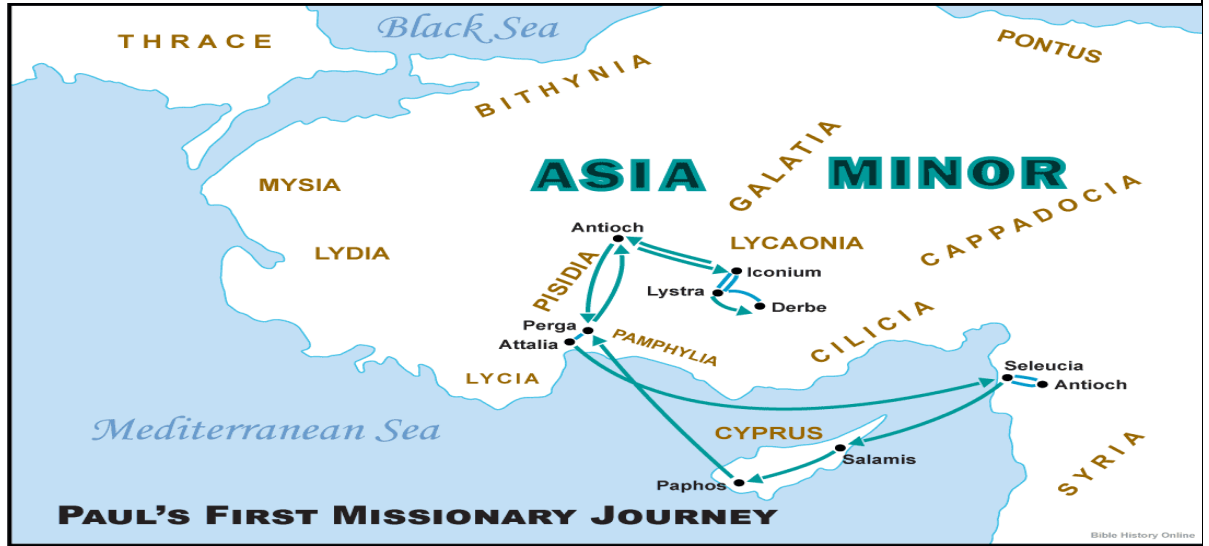 Black Sea
THRACE
PONTUS
BITHYNIA
ASIA MINOR
GALATIA
MYSIA
CAPPADOCIA
Antioch
LYDIA
LYCAONIA
PISIDIA
Iconium
Lystra
Derbe
Perga
Attalia
PAMPHYLIA
CILICIA
LYCIA
Seleucia
Antioch
Mediterranean Sea
CYPRUS
Salamis
SYRIA
Paphos
PAUL'S FIRST MISSIONARY JOURNEY
Bible History Online